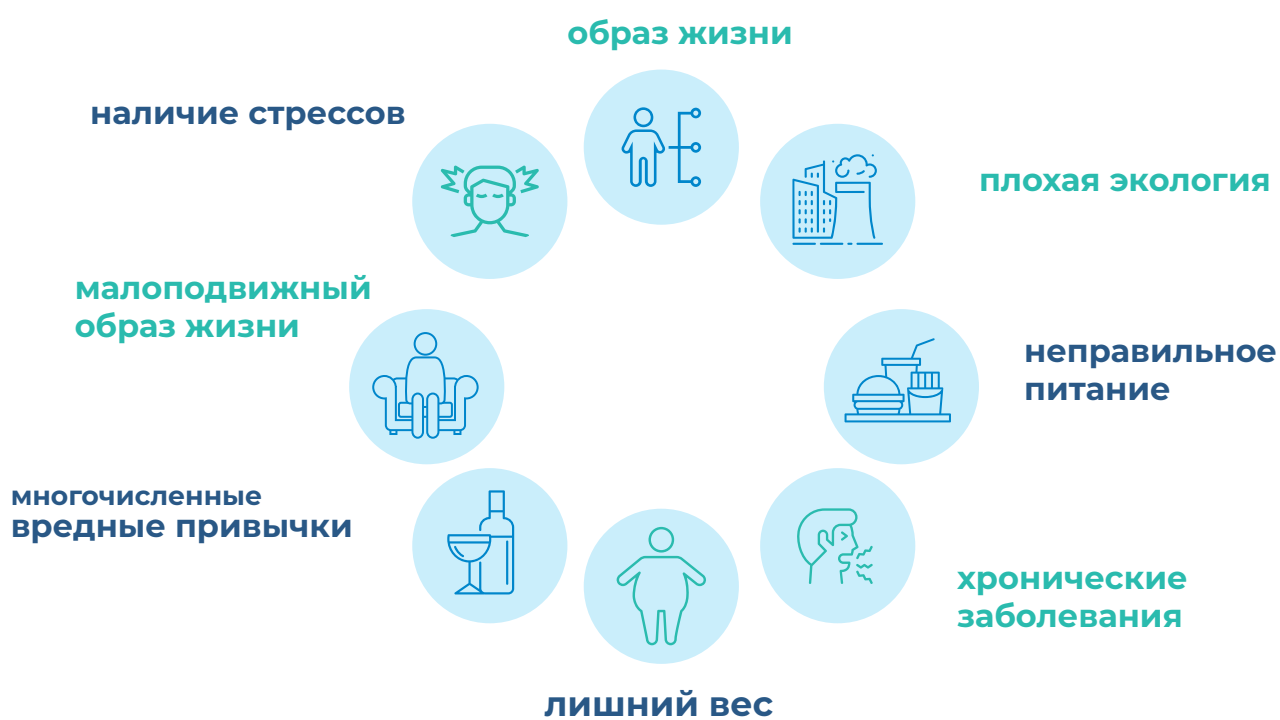 образ жизни
наличие стрессов
плохая экология
малоподвижный
образ жизни
неправильное
питание
многочисленные
вредные привычки
хронические
заболевания
лишний вес